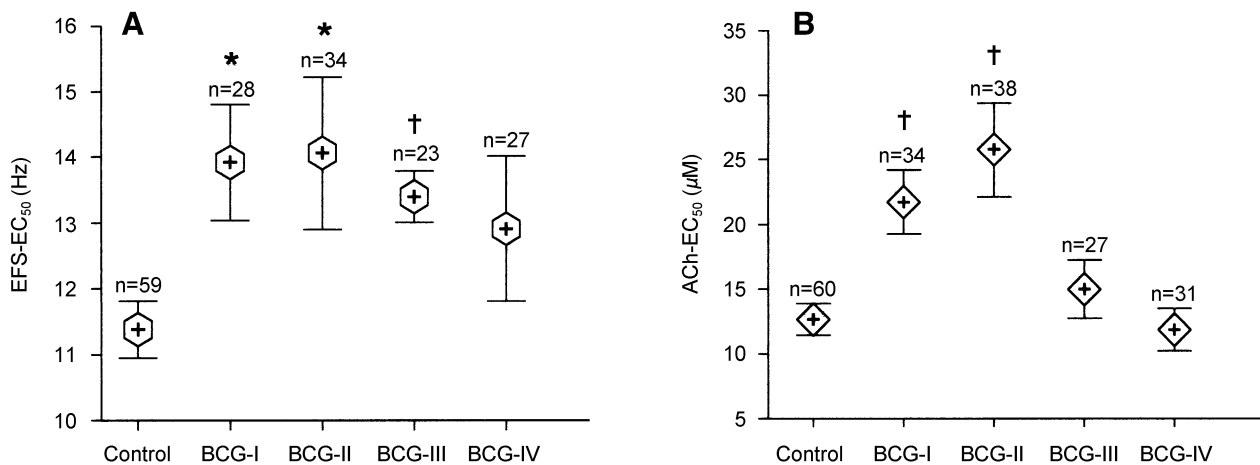 A
16
15
14
13
12
11
10
EFS-EC50 (Hz)
*
*
†
n=59
n=28
n=34
n=23
n=27
Control BCG-I BCG-II BCG-III BCG-IV
B
35
30
25
20
15
10
5
ACh-EC50 (μM)
†
†
n=60
n=34
n=38
n=27
n=31
Control BCG-I BCG-II BCG-III BCG-IV